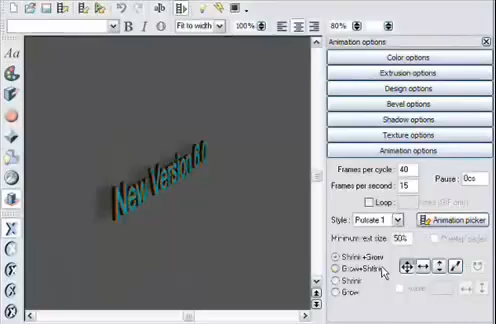 ab
B I O Fit to width 100% 80%
Animation options
Color options
Extrusion options
Design options
Bevel options
Shadow options
Texture options
Animation options
Frames per cycle: 40
Frames per second: 15
Pause: 0cs
Loop
Style: Pulsate 1 Animation picker
Minimum text size: 50%
Shrink+Grow
Grow+Shrink
Shrink
Grow
Aa
New Version 6.0